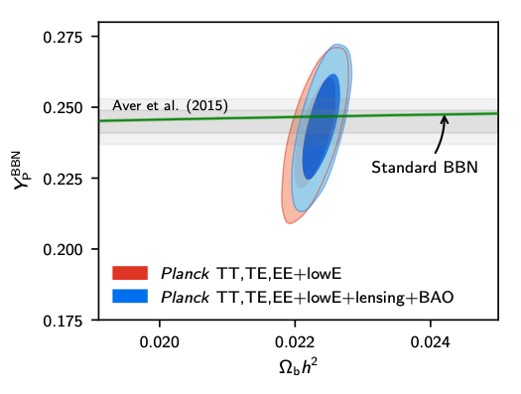 0.275
0.250
0.225
0.200
0.175
Y_P^BBN
Aver et al. (2015)
Standard BBN
Planck TT,TE,EE+lowE
Planck TT,TE,EE+lowE+lensing+BAO
0.020 0.022 0.024
Ω_b h²